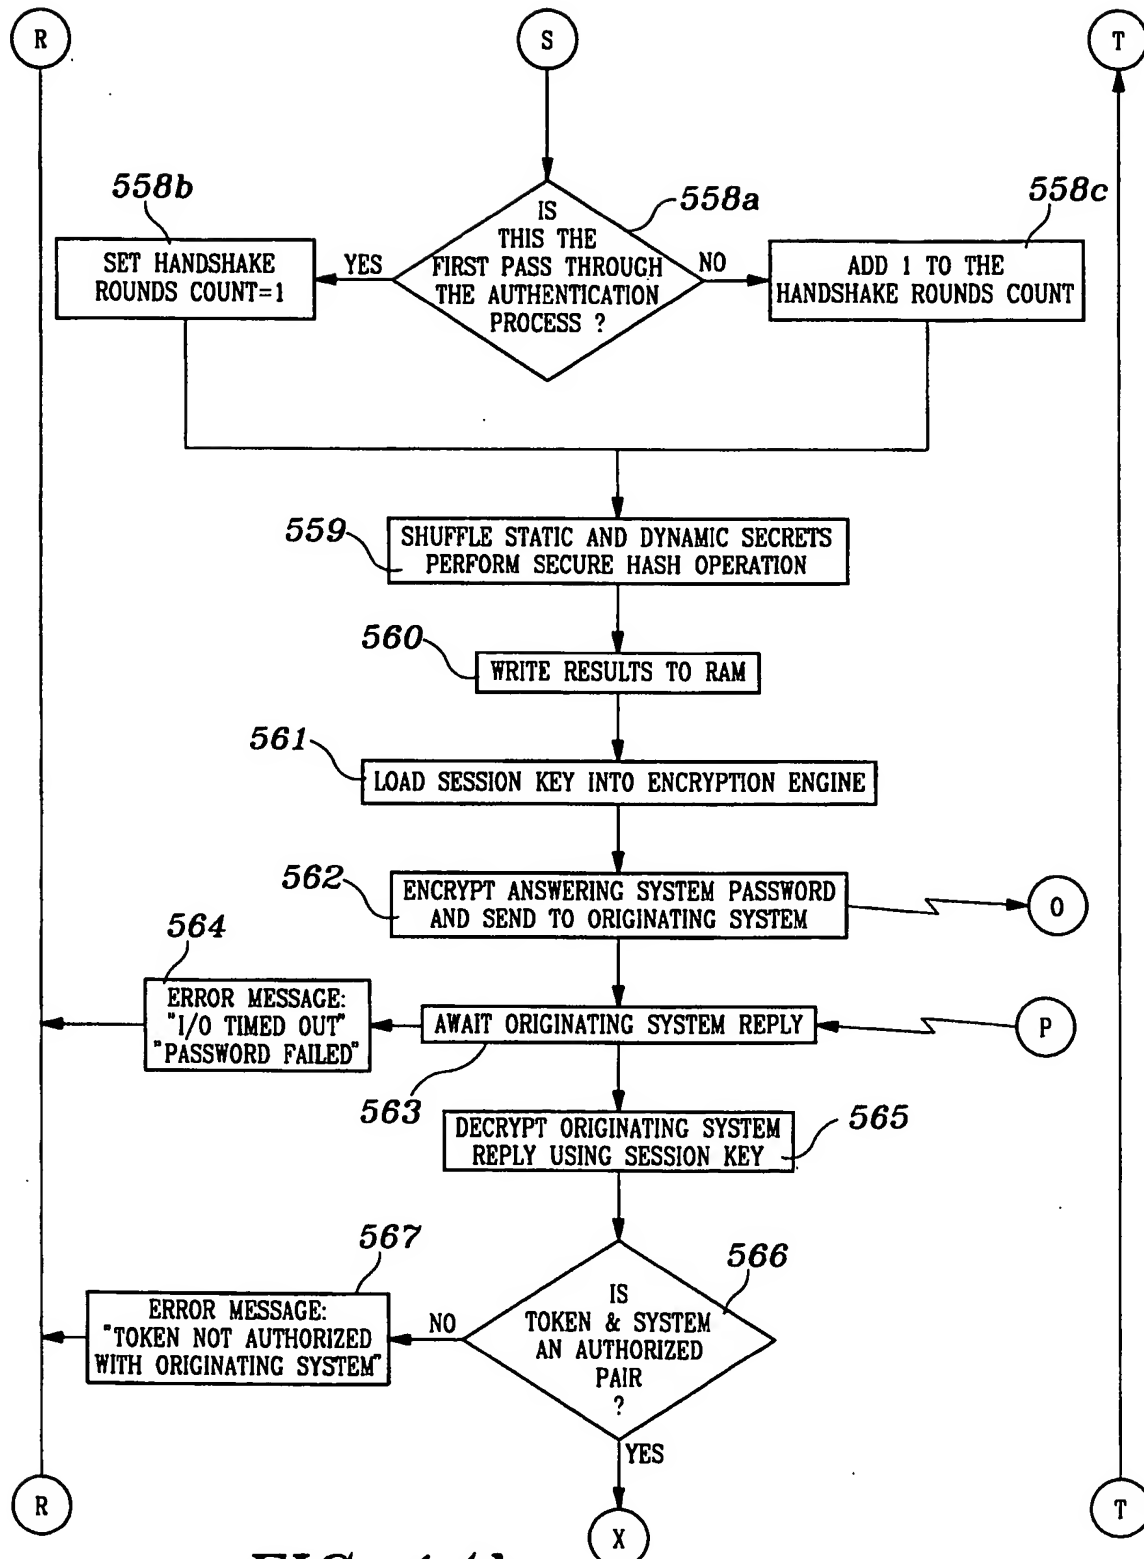 R
S
T
558b
558a
558c
IS
THIS THE
FIRST PASS THROUGH
THE AUTHENTICATION
PROCESS ?
SET HANDSHAKE
ROUNDS COUNT=1
YES
NO
ADD 1 TO THE
HANDSHAKE ROUNDS COUNT
559
SHUFFLE STATIC AND DYNAMIC SECRETS
PERFORM SECURE HASH OPERATION
560
WRITE RESULTS TO RAM
561
LOAD SESSION KEY INTO ENCRYPTION ENGINE
562
ENCRYPT ANSWERING SYSTEM PASSWORD
AND SEND TO ORIGINATING SYSTEM
O
564
ERROR MESSAGE:
"I/O TIMED OUT"
"PASSWORD FAILED"
AWAIT ORIGINATING SYSTEM REPLY
P
563
DECRYPT ORIGINATING SYSTEM
REPLY USING SESSION KEY
565
567
566
ERROR MESSAGE:
"TOKEN NOT AUTHORIZED
WITH ORIGINATING SYSTEM"
NO
IS
TOKEN & SYSTEM
AN AUTHORIZED
PAIR
?
YES
R
X
T